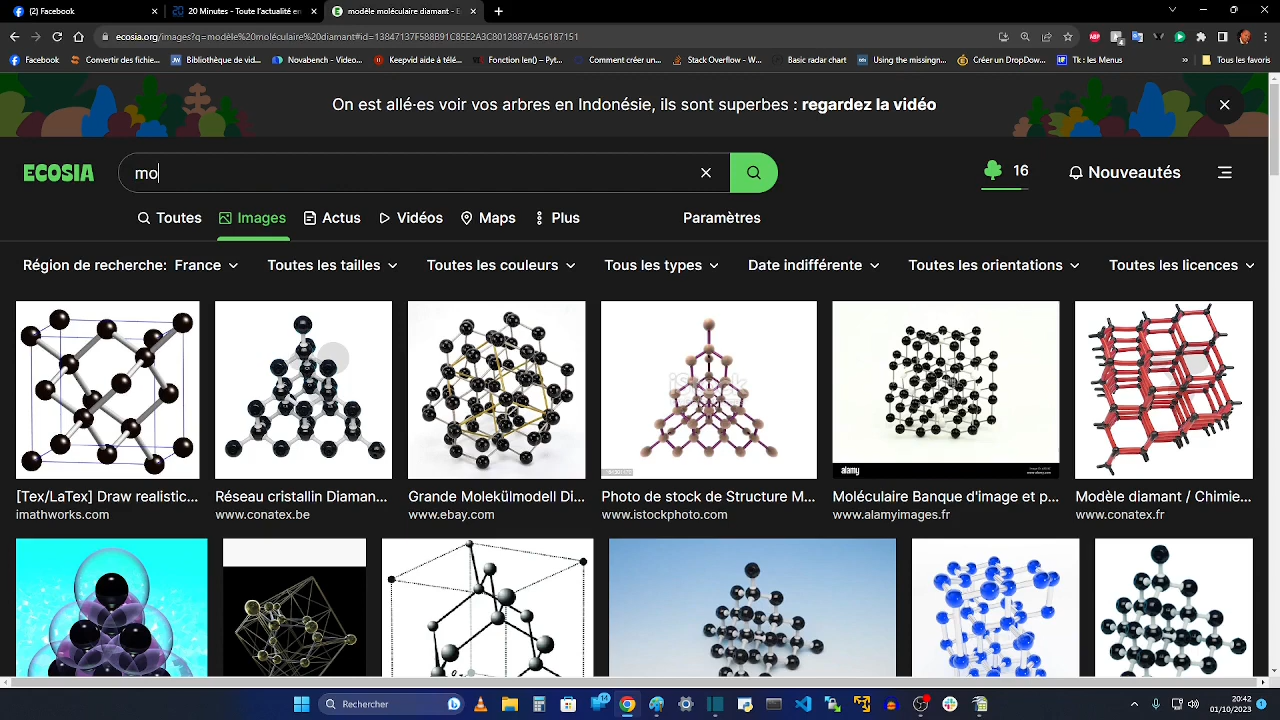 (2) Facebook
20 Minutes - Toute l'actualité en
modèle moléculaire diamant - E
ecosia.org/images?q=modèle%20moléculaire%20diamant#id=13847137F588B91C85E2A3C8012887A456187151
Facebook
Convertir des fichie...
Bibliothèque de vid...
Novabench - Video...
Keepvid aide à télé...
Fonction len() – Pyt...
Comment créer un...
Stack Overflow - W...
Basic radar chart
Using the missingn...
Créer un DropDow...
Tk : les Menus
»
Tous les favoris
On est allé·es voir vos arbres en Indonésie, ils sont superbes : regardez la vidéo
ECOSIA
mo
16
Nouveautés
Toutes
Images
Actus
Vidéos
Maps
Plus
Paramètres
Région de recherche: France
Toutes les tailles
Toutes les couleurs
Tous les types
Date indifférente
Toutes les orientations
Toutes les licences
iStock
alamy
[Tex/LaTex] Draw realistic...
imathworks.com
Réseau cristallin Diaman...
www.conatex.be
Grande Molekülmodell Di...
www.ebay.com
Photo de stock de Structure M...
www.istockphoto.com
Moléculaire Banque d'image et p...
www.alamyimages.fr
Modèle diamant / Chimie...
www.conatex.fr
Rechercher
14
20:42
01/10/2023